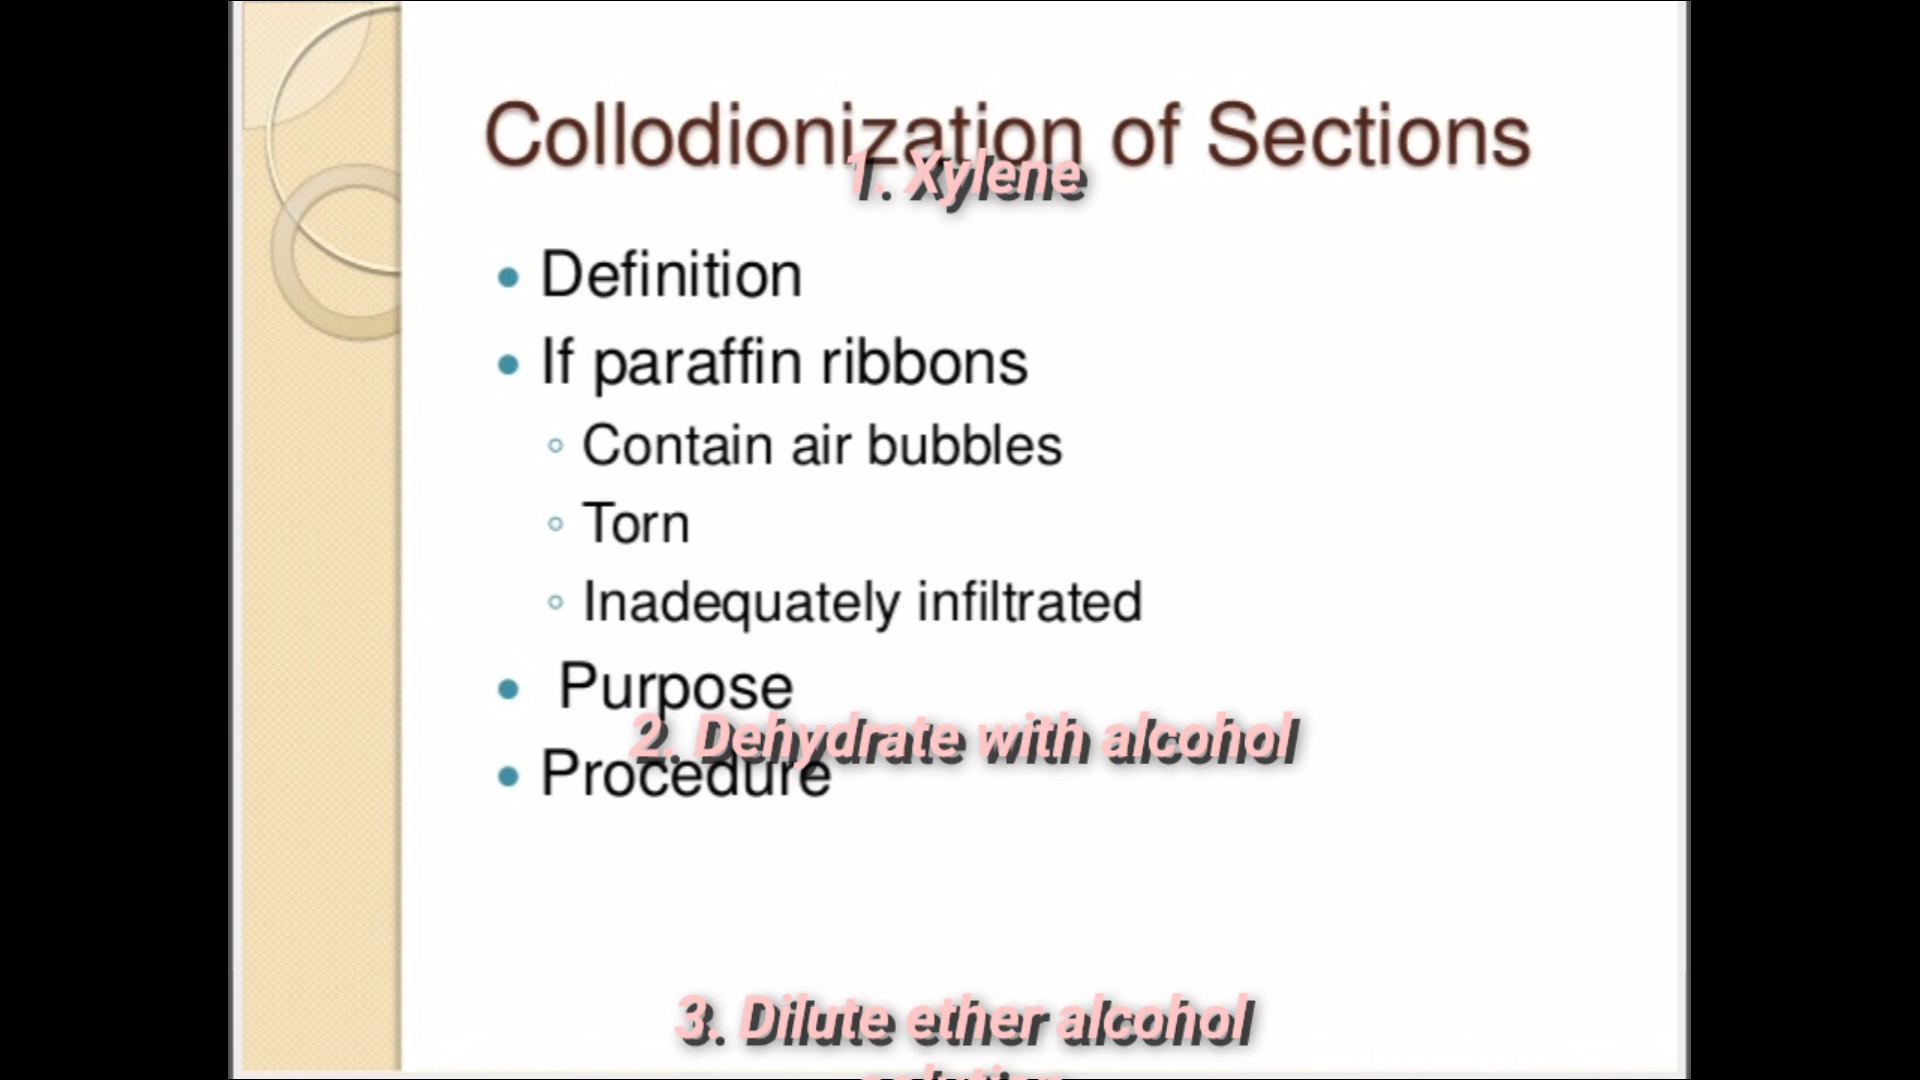 Collodionization of Sections
1. Xylene
• Definition
• If paraffin ribbons
◦ Contain air bubbles
◦ Torn
◦ Inadequately infiltrated
• Purpose
2. Dehydrate with alcohol
• Procedure
3. Dilute ether alcohol